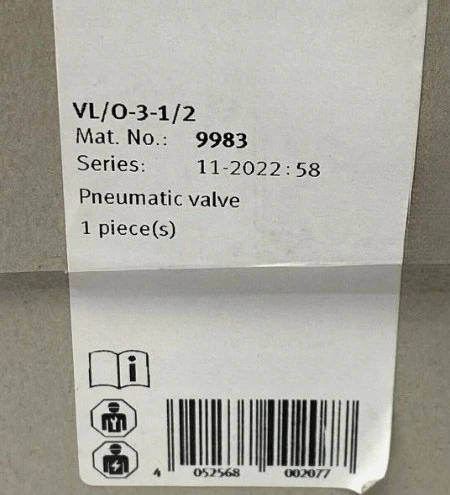 VL/O-3-1/2
Mat. No.: 9983
Series: 11-2022:58
Pneumatic valve
1 piece(s)
i
4 052568 002077